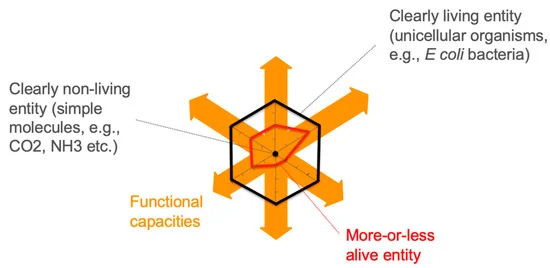 Clearly living entity
(unicellular organisms,
e.g., E coli bacteria)
Clearly non-living
entity (simple
molecules, e.g.,
CO2, NH3 etc.)
Functional
capacities
More-or-less
alive entity